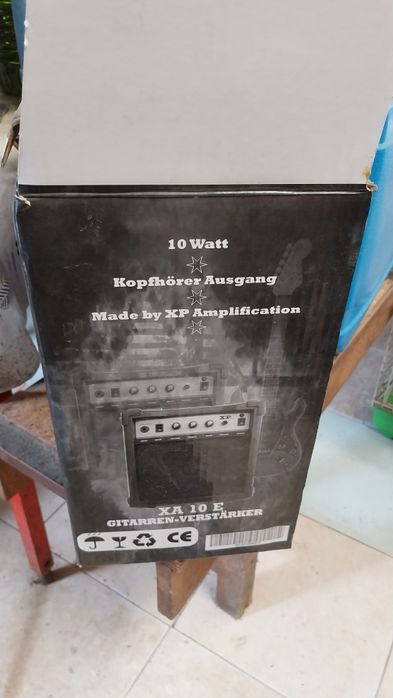 10 Watt
Kopfhörer Ausgang
Made by XP Amplification
XP
XA 10 E
GITARREN-VERSTÄRKER
CE